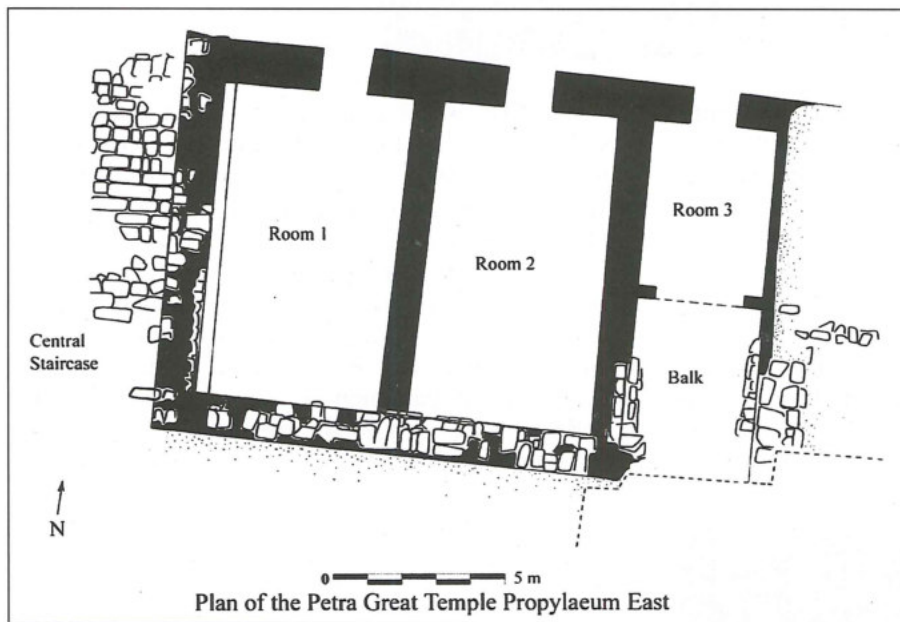 Room 1
Room 2
Room 3
Balk
Central
Staircase
N
0 5 m
Plan of the Petra Great Temple Propylaeum East